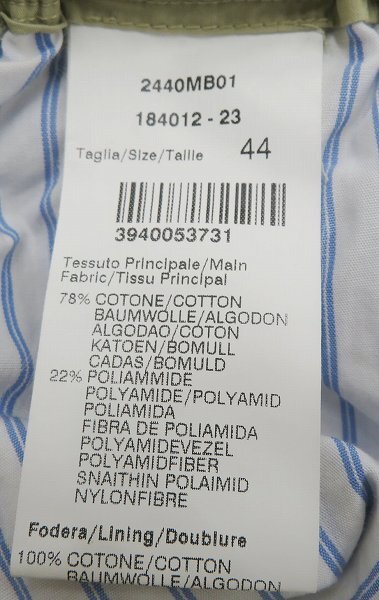 2440MB01
184012 - 23
Taglia/Size/Taille 44
3940053731
Tessuto Principale/Main
Fabric/Tissu Principal
78% COTONE/COTTON
BAUMWOLLE/ALGODON
ALGODAO/COTON
KATOEN/BOMULL
CADAS/BOMULD
22% POLIAMMIDE
POLYAMIDE/POLYAMID
POLIAMIDA
FIBRA DE POLIAMIDA
POLYAMIDEVEZEL
POLYAMIDFIBER
SNAITHIN POLAIMID
NYLONFIBRE
Fodera/Lining/Doublure
100% COTONE/COTTON
BAUMWOLLE/ALGODON